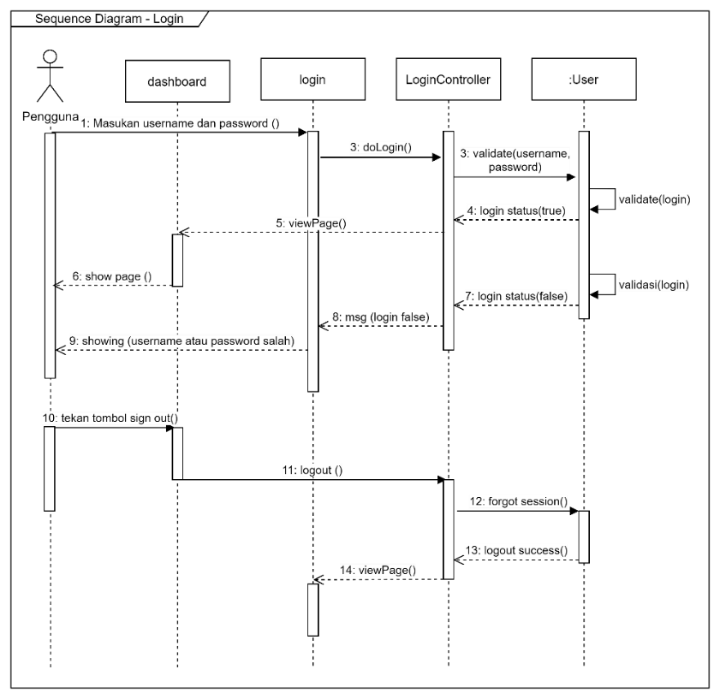 Sequence Diagram - Login
dashboard
login
LoginController
:User
Pengguna
1: Masukan username dan password ()
3: doLogin()
3: validate(username,
password)
validate(login)
4: login status(true)
5: viewPage()
6: show page ()
validasi(login)
7: login status(false)
8: msg (login false)
9: showing (username atau password salah)
10: tekan tombol sign out()
11: logout ()
12: forgot session()
13: logout success()
14: viewPage()